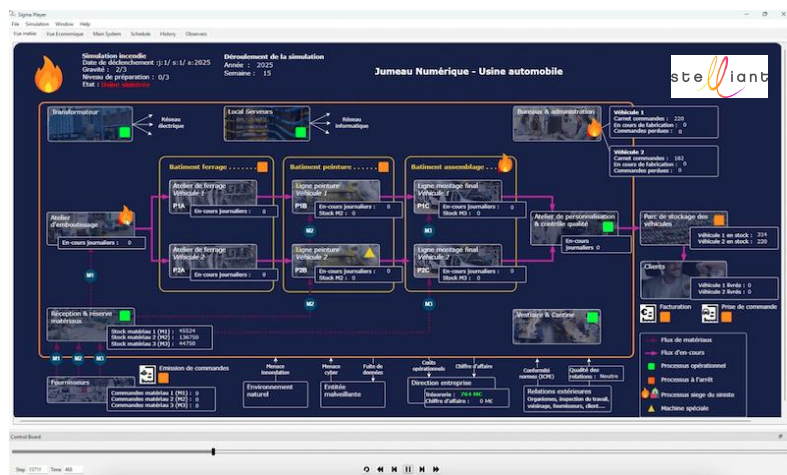 Sigma Player
File Simulation Window Help
Vue métier Vue Economique Main System Schedule History Observers
Simulation incendie
Date de déclenchement :j:1/ s:1/ a:2025
Gravité : 2/3
Niveau de préparation : 0/3
Etat : Usine sinistrée
Déroulement de la simulation
Année : 2025
Semaine : 15
Jumeau Numérique - Usine automobile
stelliant
Transformateur
Réseau
électrique
Local Serveurs
Réseau
informatique
Bureaux & administration
Véhicule 1
Carnet commandes : 220
En cours de fabrication : 0
Commandes perdues : 0
Véhicule 2
Carnet commandes : 182
En cours de fabrication : 0
Commandes perdues : 0
Batiment ferrage
Batiment peinture
Batiment assemblage
Atelier de ferrage
Véhicule 1
P1A
En-cours journaliers : 0
Ligne peinture
Véhicule 1
P1B
En-cours journaliers : 0
Stock M2 : 0
Ligne montage final
Véhicule 1
P1C
En-cours journaliers : 0
Stock M3 : 0
Atelier
d'emboutissage
En-cours journaliers : 0
Atelier de personnalisation
& contrôle qualité
En-cours
journaliers 0
Parc de stockage des
véhicules
Véhicule 1 en stock : 314
Véhicule 2 en stock : 220
M2
M3
Atelier de ferrage
Véhicule 2
P2A
En-cours journaliers : 0
Ligne peinture
Véhicule 2
P2B
En-cours journaliers : 0
Stock M2 : 0
Ligne montage final
Véhicule 2
P2C
En-cours journaliers : 0
Stock M3 : 0
Clients
Véhicule 1 livrés : 0
Véhicule 2 livrés : 0
M1
M2
M3
Facturation
Prise de commande
Réception & réserve
matériaux
Stock matériau 1 (M1) : 45524
Stock matériau 2 (M2) : 136750
Stock matériau 3 (M3) : 44750
Vestiaire & Cantine
M1 M2 M3
Flux de matériaux
Flux d'en-cours
Processus opérationnel
Processus à l'arrêt
Processus siege du sinistre
Machine spéciale
Emission de commandes
Fournisseurs
Commandes matériau 1 (M1) : 0
Commandes matériau 2 (M2) : 0
Commandes matériau 3 (M3) : 0
Menace
inondation
Environnement
naturel
Menace
cyber
Fuite de
données
Entitée
malveillante
Coûts
opérationnels
Chiffre d'affaire
Direction entreprise
Trésorerie : 764 M€
Chiffre d'affaire : 0 M€
Conformité
normes (ICPE)
Qualité des
relations : Neutre
Relations extérieures
Organismes, inspection du travail,
voisinage, fournisseurs, client....
Control Board
Step 15711 Time 468